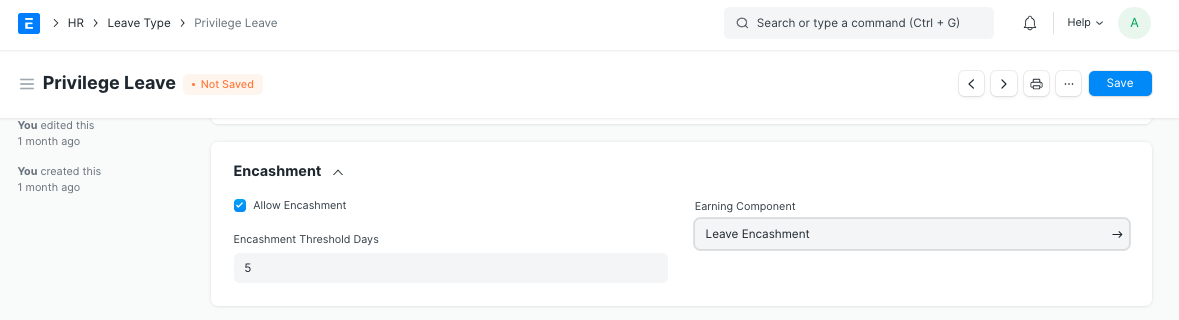 E HR Leave Type Privilege Leave Search or type a command (Ctrl + G) Help A
Privilege Leave • Not Saved ... Save
You edited this
1 month ago
You created this
1 month ago
Encashment
Allow Encashment
Encashment Threshold Days
5
Earning Component
Leave Encashment →